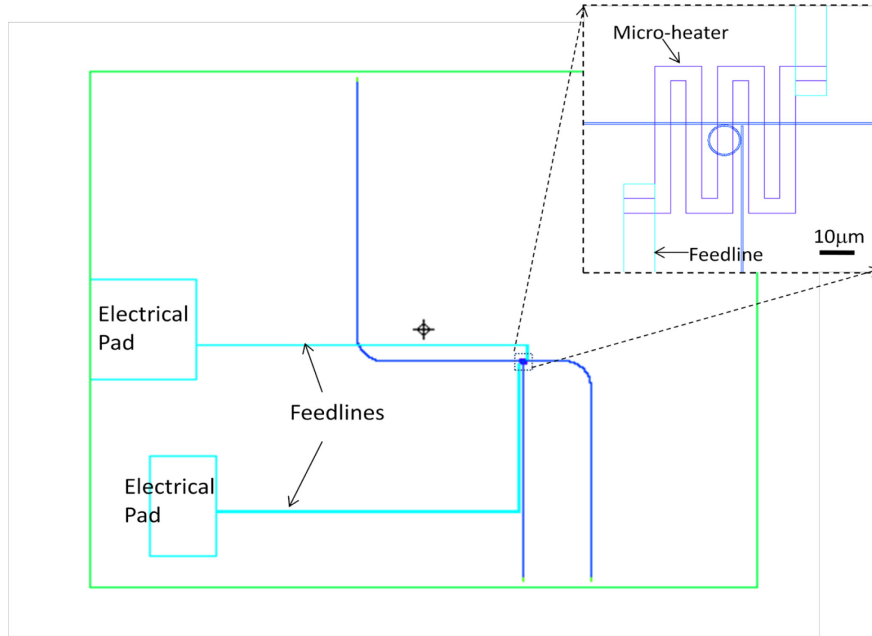 Micro-heater
Feedline
10μm
Electrical
Pad
Feedlines
Electrical
Pad